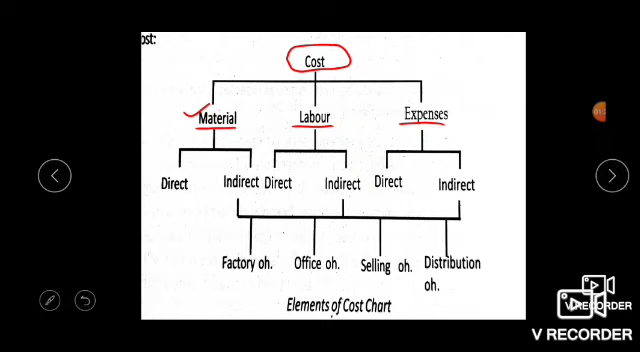 ost:
Cost
Material Labour Expenses
Direct Indirect Direct Indirect Direct Indirect
Factory oh. Office oh. Selling oh. Distribution
oh.
Elements of Cost Chart
V RECORDER
V RECORDER